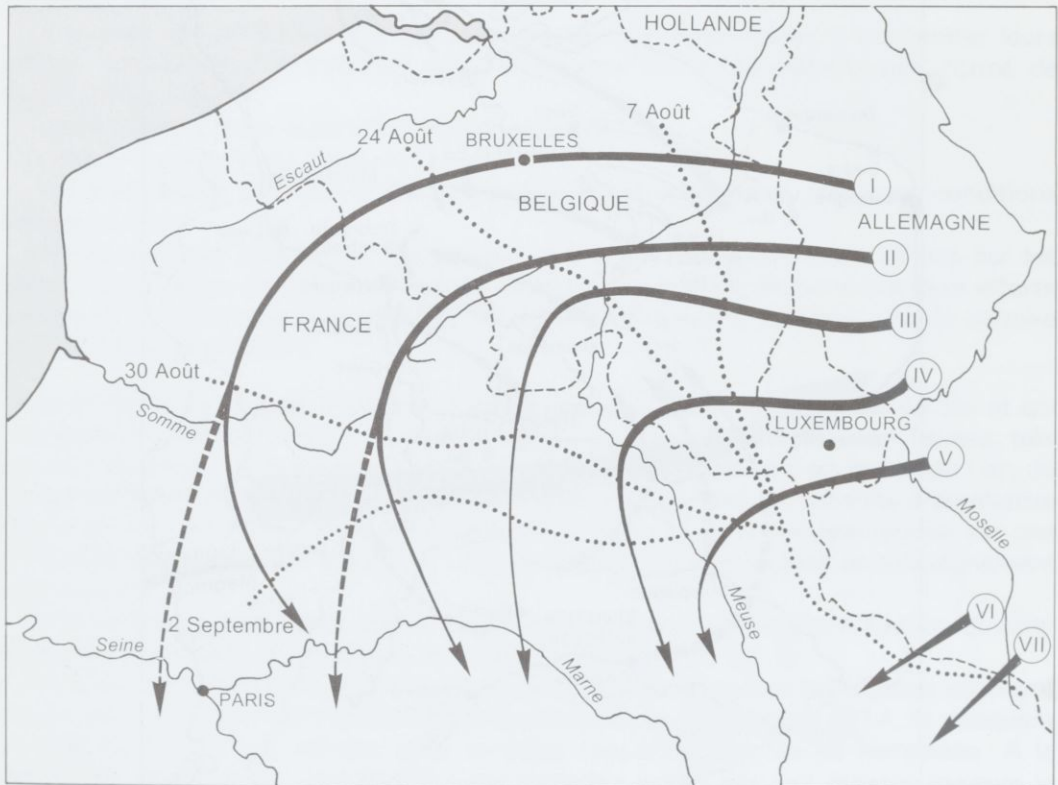 HOLLANDE
7 Août
24 Août
BRUXELLES
Escaut
I
BELGIQUE
ALLEMAGNE
II
III
FRANCE
30 Août
IV
Somme
LUXEMBOURG
V
Moselle
Meuse
VI
2 Septembre
VII
Seine
Marne
PARIS